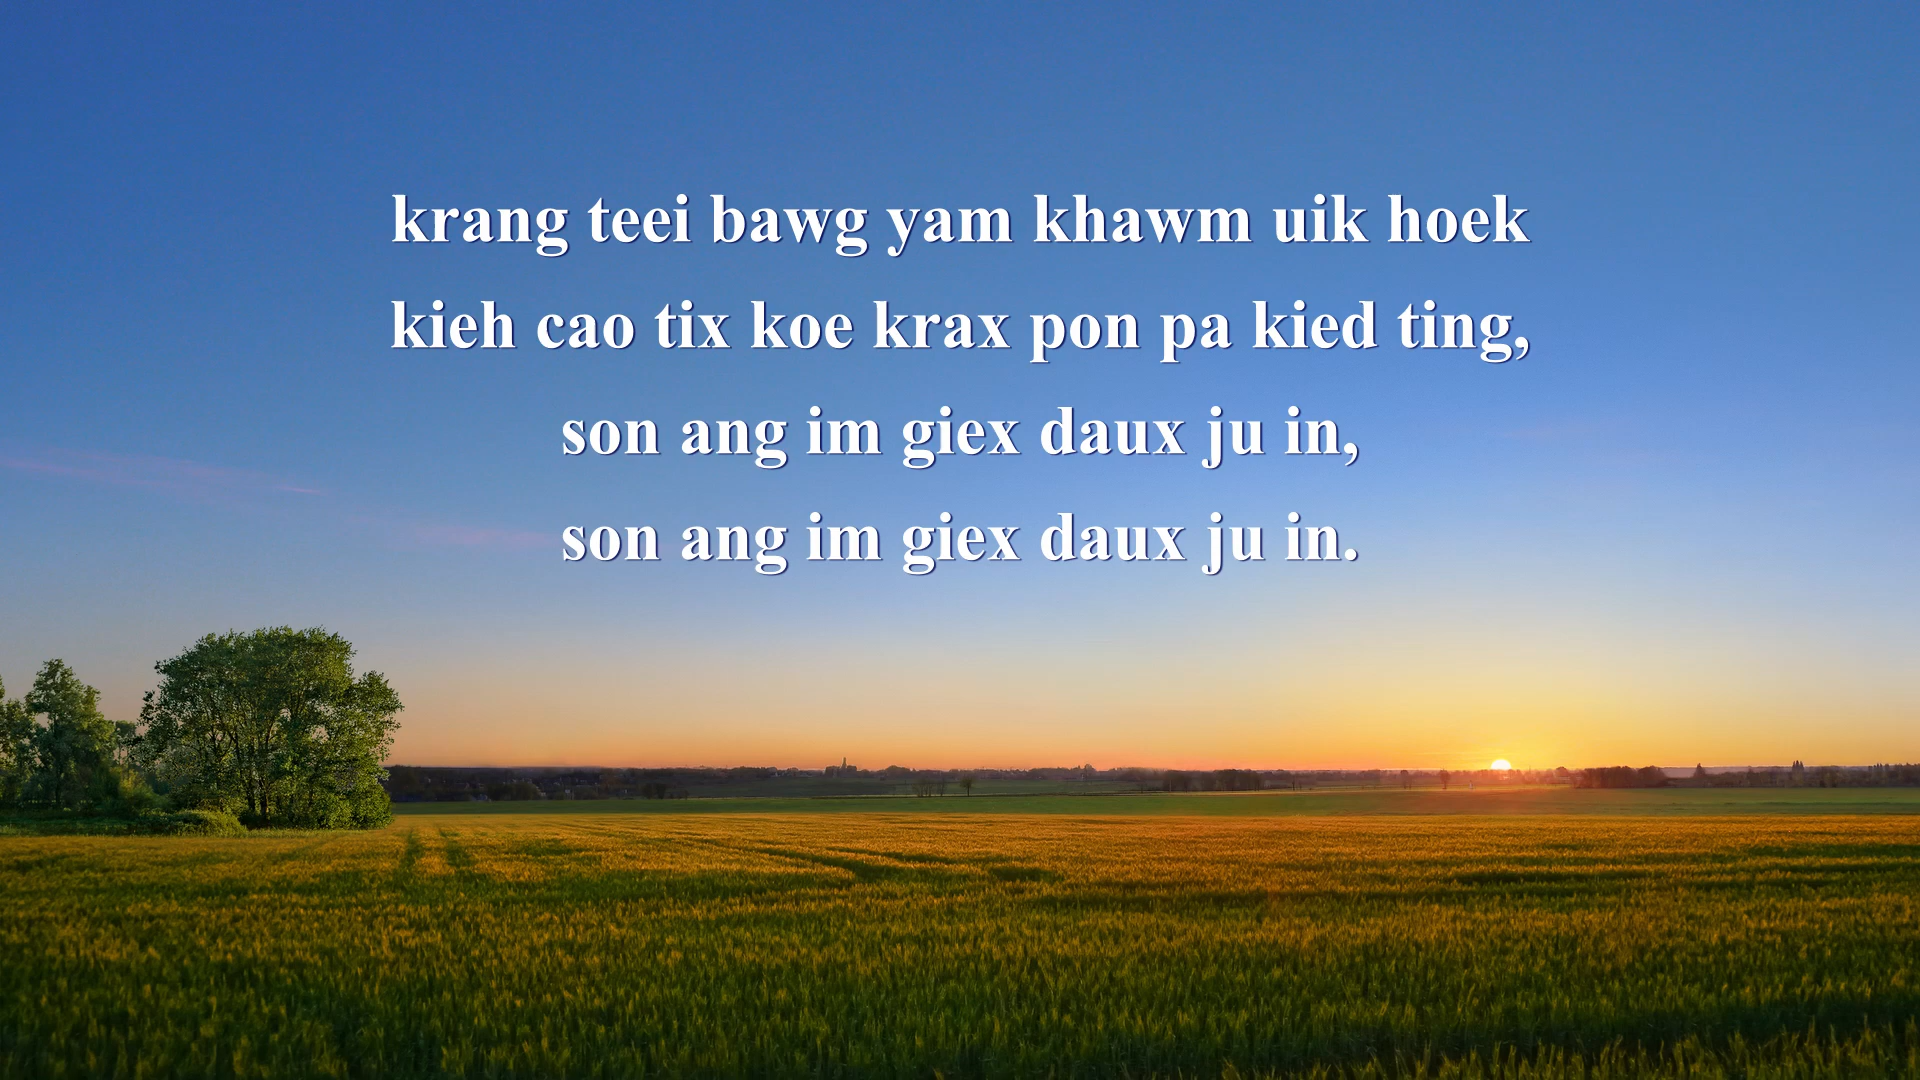 krang teei bawg yam khawm uik hoek
kieh cao tix koe krax pon pa kied ting,
son ang im giex daux ju in,
son ang im giex daux ju in.